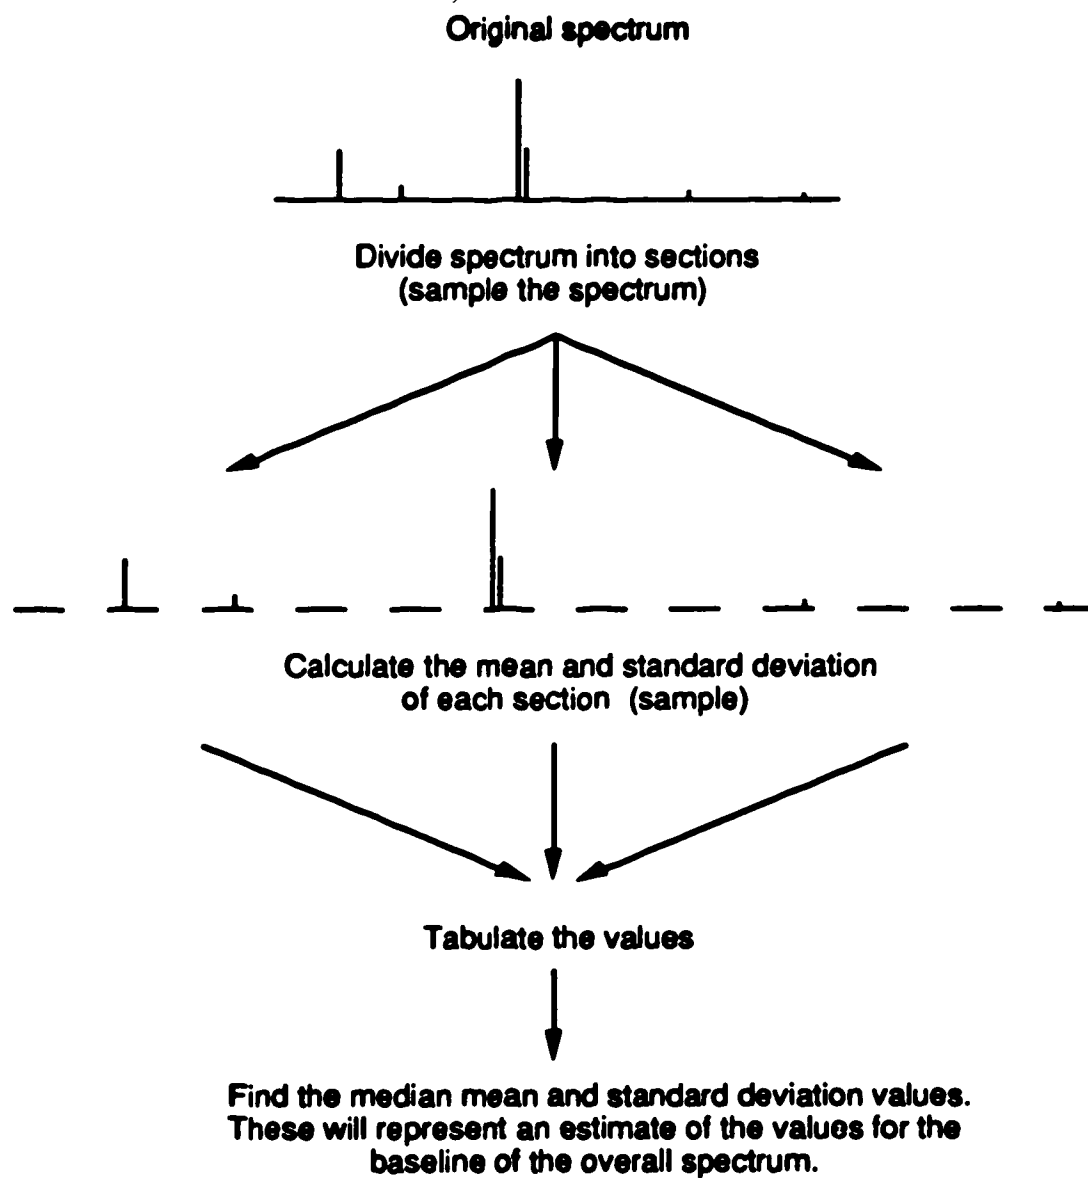 Original spectrum
Divide spectrum into sections
(sample the spectrum)
Calculate the mean and standard deviation
of each section (sample)
Tabulate the values
Find the median mean and standard deviation values.
These will represent an estimate of the values for the
baseline of the overall spectrum.